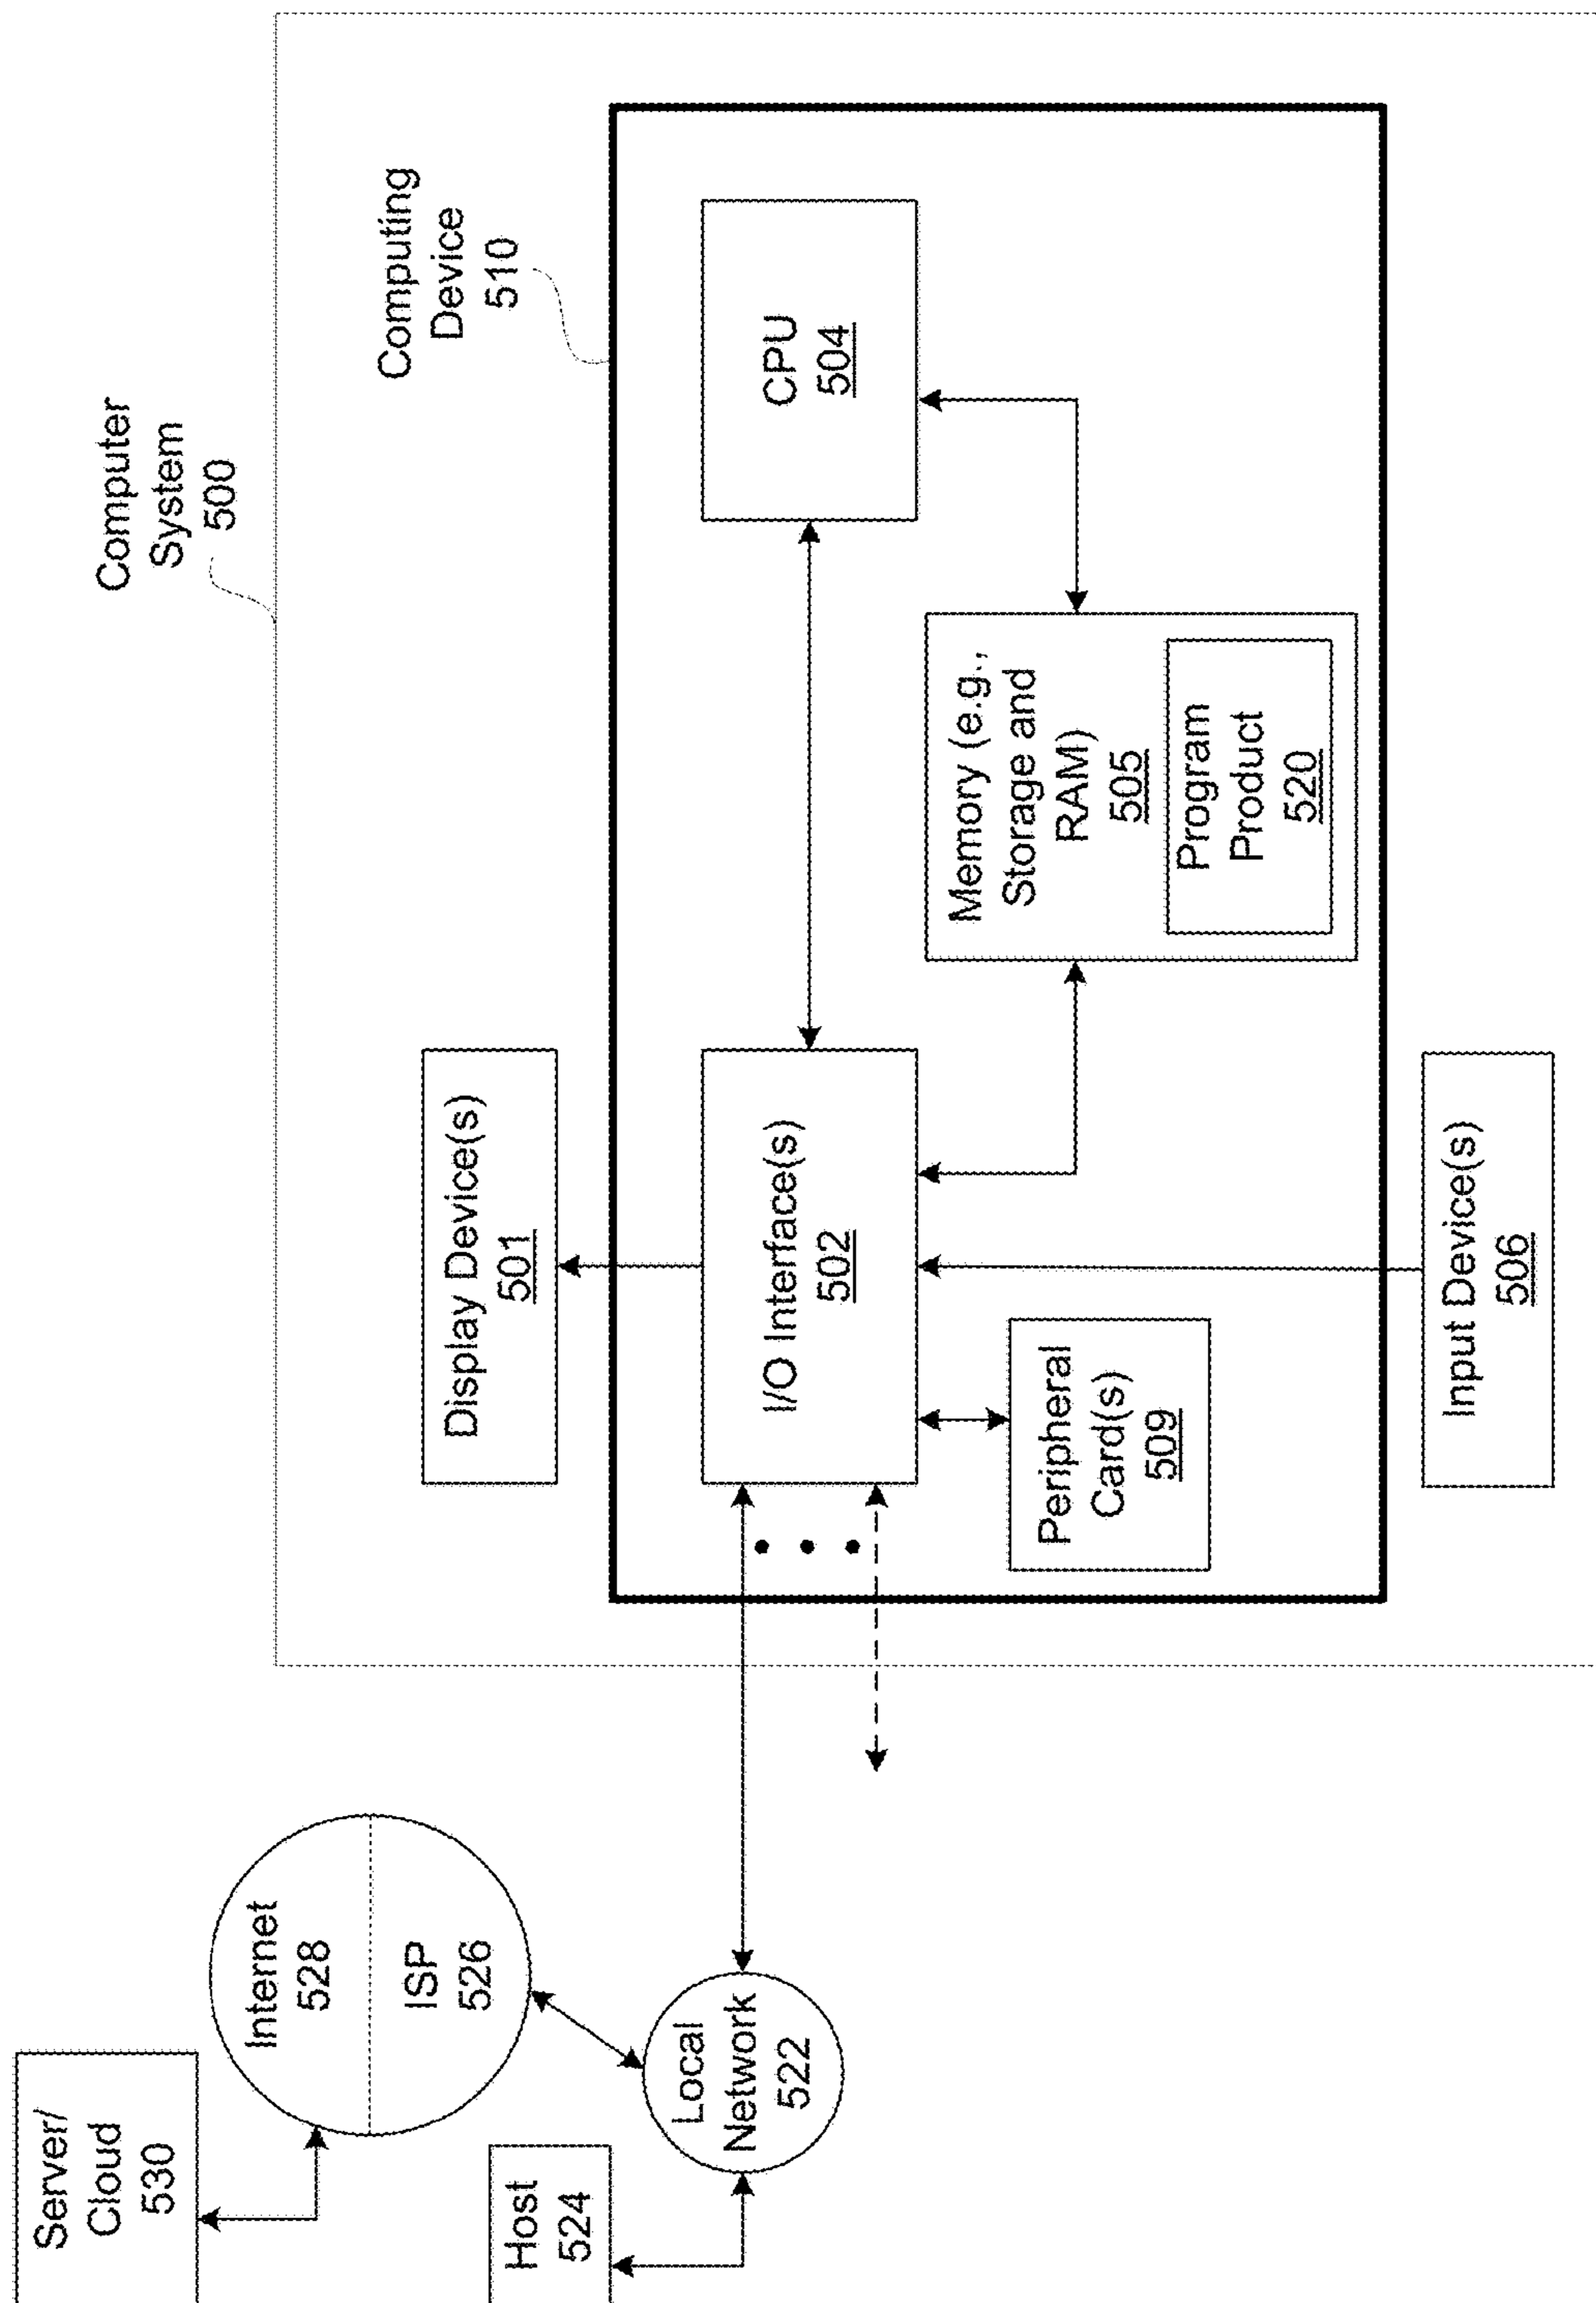 Computer
System
500
Computing
Device
510
Server/
Cloud
530
Internet
528
ISP
526
Host
524
Local
Network
522
Display Device(s)
501
I/O Interface(s)
502
CPU
504
Peripheral
Card(s)
509
Memory (e.g.,
Storage and
RAM)
505
Program
Product
520
Input Device(s)
506